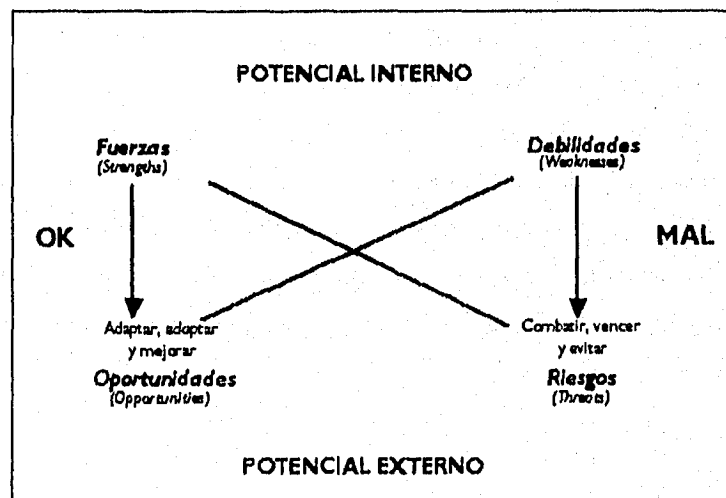 POTENCIAL INTERNO
Fuerzas
(Strengths)
Debilidades
(Weaknesses)
OK
MAL
Adaptar, adaptar
y mejorar
Combatir, vencer
y evitar
Oportunidades
(Opportunities)
Riesgos
(Threats)
POTENCIAL EXTERNO